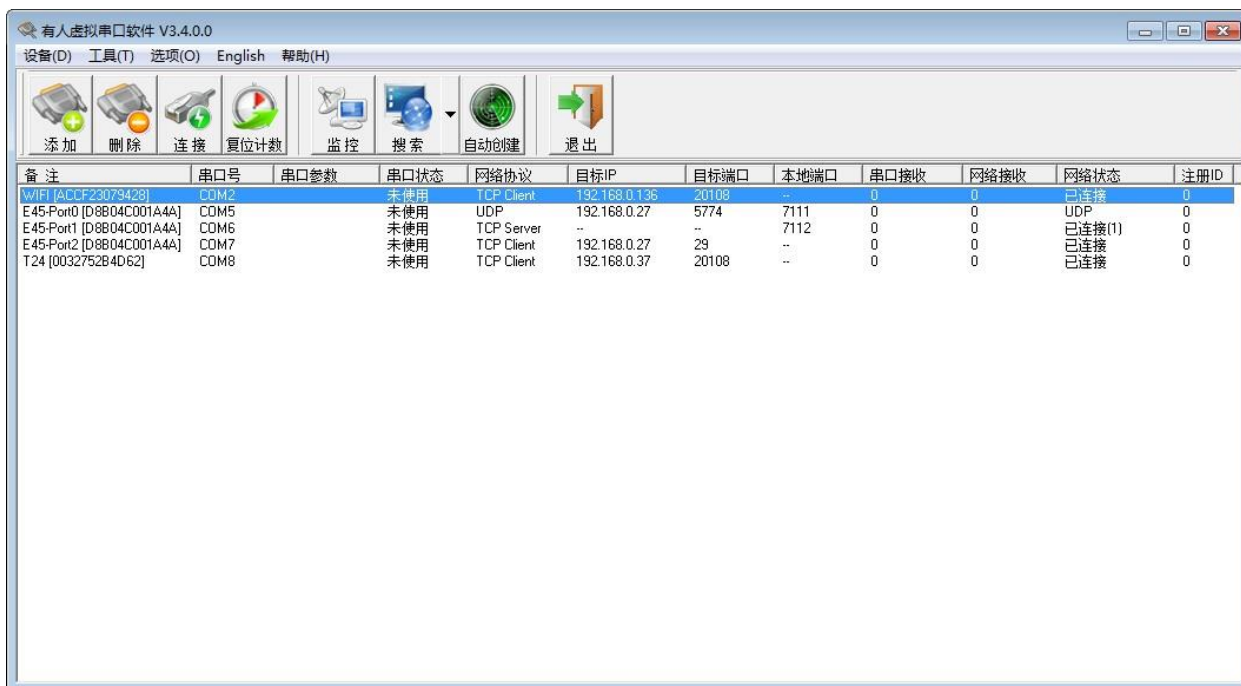 有人虚拟串口软件 V3.4.0.0
设备(D) 工具(T) 选项(O) English 帮助(H)
添加 删除 连接 复位计数 监控 搜索 自动创建 退出
备 注 串口号 串口参数 串口状态 网络协议 目标IP 目标端口 本地端口 串口接收 网络接收 网络状态 注册ID
WIFI [ACCF23079428] COM2 未使用 TCP Client 192.168.0.136 20108 -- 0 0 已连接 0
E45-Port0 [D8B04C001A4A] COM5 未使用 UDP 192.168.0.27 5774 7111 0 0 UDP 0
E45-Port1 [D8B04C001A4A] COM6 未使用 TCP Server -- -- 7112 0 0 已连接(1) 0
E45-Port2 [D8B04C001A4A] COM7 未使用 TCP Client 192.168.0.27 29 -- 0 0 已连接 0
T24 [0032752B4D62] COM8 未使用 TCP Client 192.168.0.37 20108 -- 0 0 已连接 0